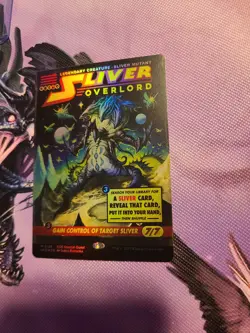 LEGENDARY CREATURE - SLIVER MUTANT
SLIVER
OVERLORD
3 SEARCH YOUR LIBRARY FOR
A SLIVER CARD,
REVEAL THAT CARD,
PUT IT INTO YOUR HAND,
THEN SHUFFLE
GAIN CONTROL OF TARGET SLIVER 7/7